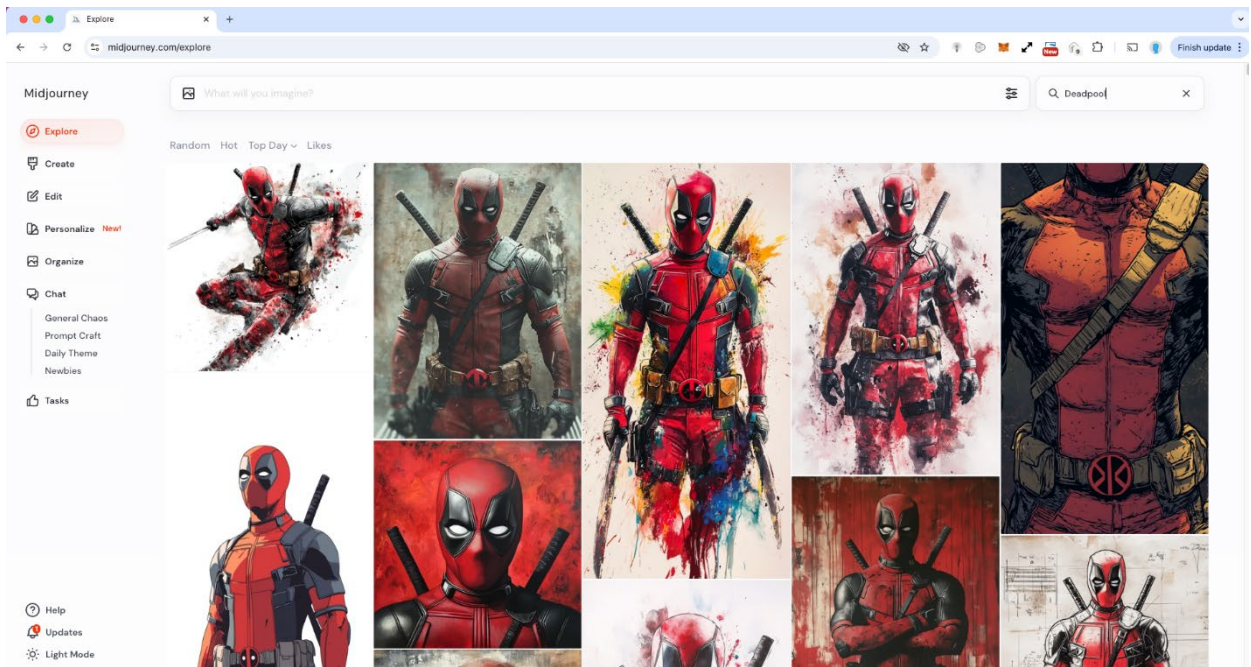 Explore
midjourney.com/explore
New
Finish update
Midjourney
What will you imagine?
Deadpool
Explore
Random Hot Top Day Likes
Create
Edit
Personalize New!
Organize
Chat
General Chaos
Prompt Craft
Daily Theme
Newbies
Tasks
Help
Updates
Light Mode